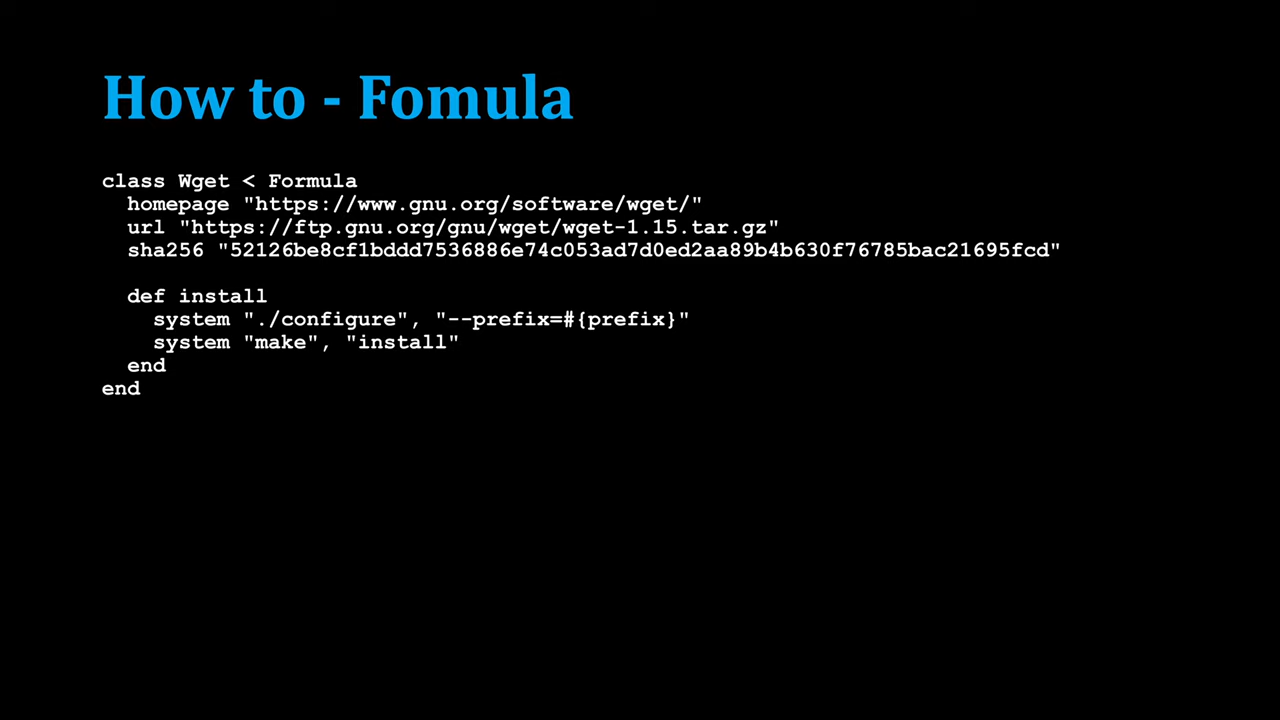 How to - Fomula
class Wget < Formula
  homepage "https://www.gnu.org/software/wget/"
  url "https://ftp.gnu.org/gnu/wget/wget-1.15.tar.gz"
  sha256 "52126be8cf1bddd7536886e74c053ad7d0ed2aa89b4b630f76785bac21695fcd"
  def install
    system "./configure", "--prefix=#{prefix}"
    system "make", "install"
  end
end